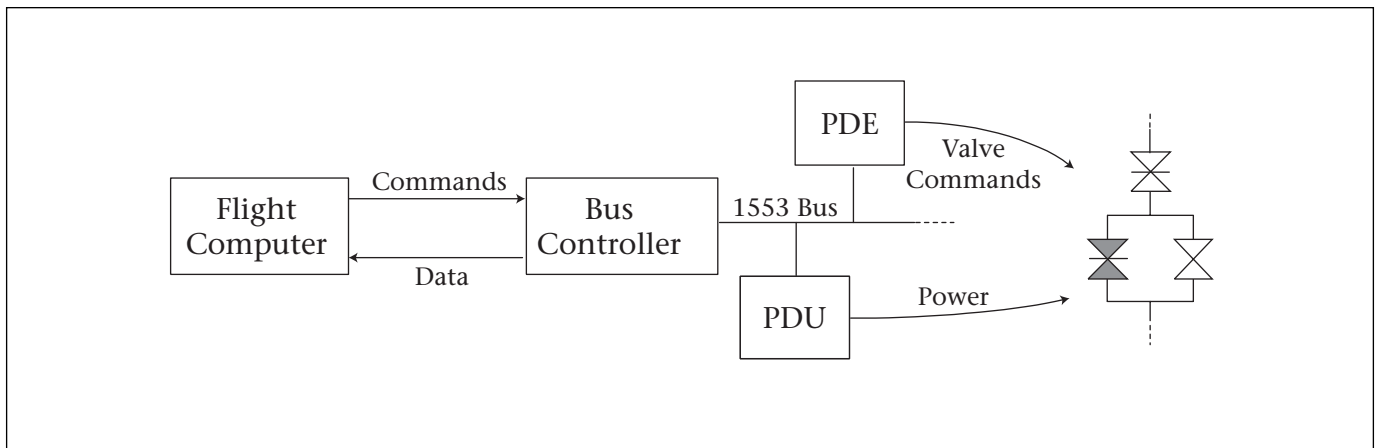 Flight
Computer
Commands
Data
Bus
Controller
1553 Bus
PDE
Valve
Commands
PDU
Power